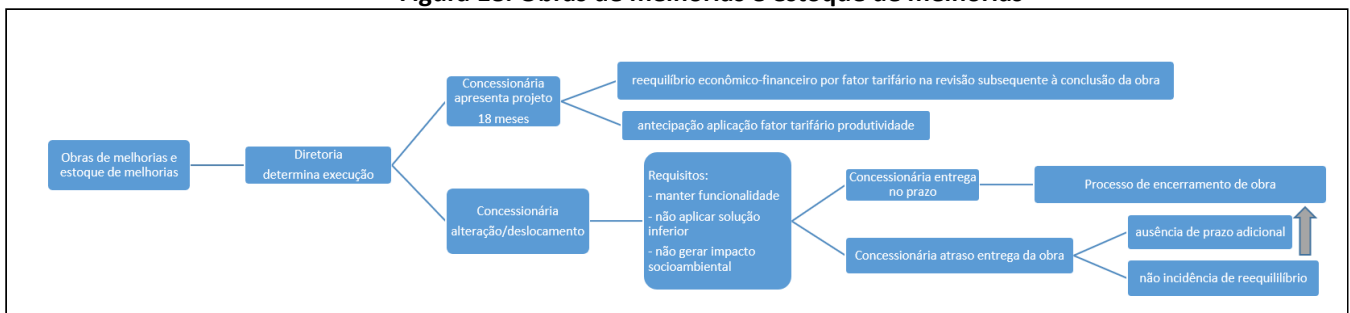 Figura 18: Obras de melhorias e estoque de melhorias
Obras de melhorias e
estoque de melhorias
Diretoria
determina execução
Concessionária
apresenta projeto
18 meses
reequilíbrio econômico-financeiro por fator tarifário na revisão subsequente à conclusão da obra
antecipação aplicação fator tarifário produtividade
Concessionária
alteração/deslocamento
Requisitos:
- manter funcionalidade
- não aplicar solução
inferior
- não gerar impacto
socioambiental
Concessionária entrega
no prazo
Processo de encerramento de obra
Concessionária atraso entrega da obra
ausência de prazo adicional
não incidência de reequililíbrio